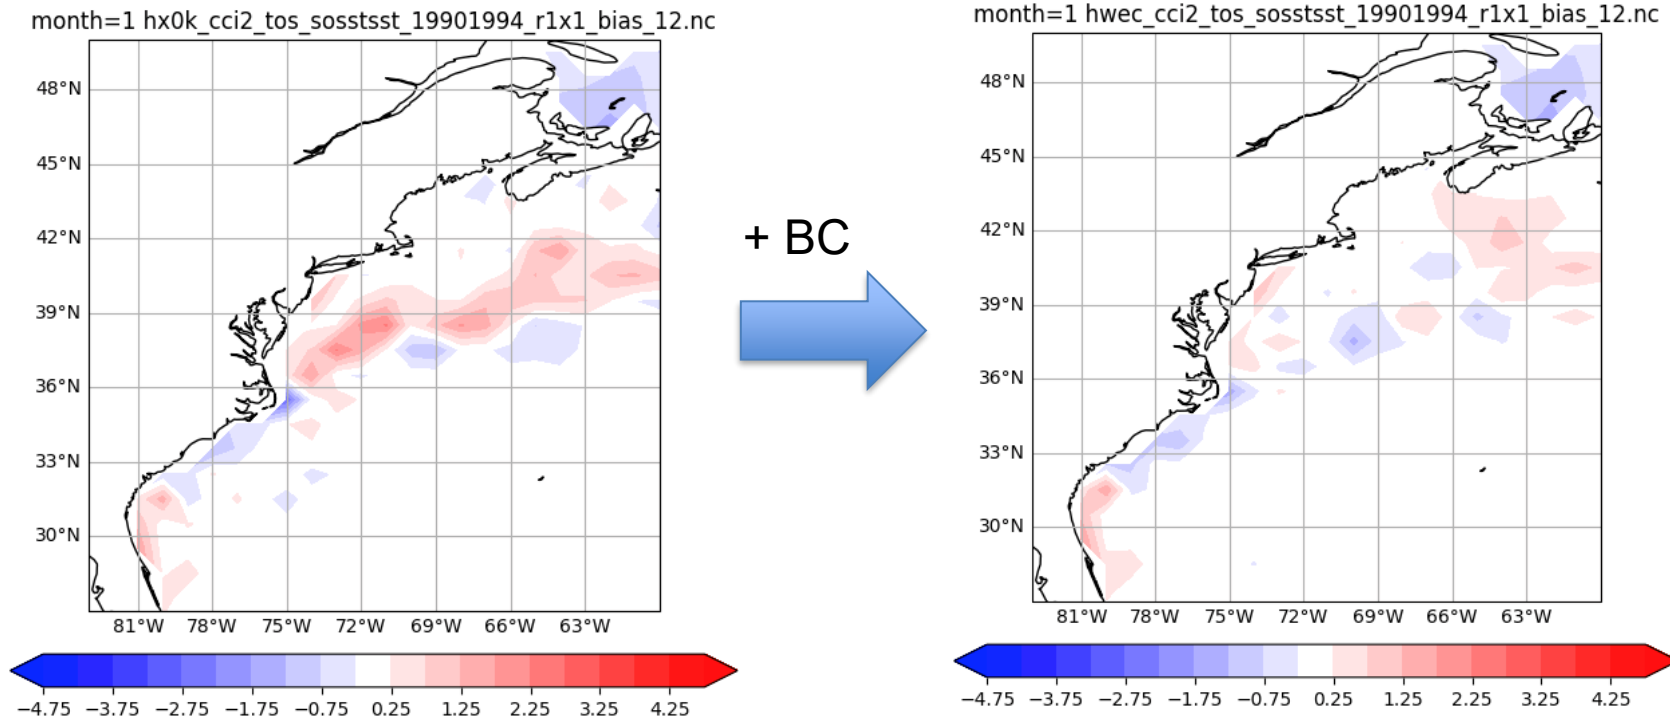 month=1 hx0k_cci2_tos_sosstsst_19901994_r1x1_bias_12.nc
48°N
45°N
42°N
39°N
36°N
33°N
30°N
81°W 78°W 75°W 72°W 69°W 66°W 63°W
−4.75 −3.75 −2.75 −1.75 −0.75 0.25 1.25 2.25 3.25 4.25
+ BC
month=1 hwec_cci2_tos_sosstsst_19901994_r1x1_bias_12.nc
48°N
45°N
42°N
39°N
36°N
33°N
30°N
81°W 78°W 75°W 72°W 69°W 66°W 63°W
−4.75 −3.75 −2.75 −1.75 −0.75 0.25 1.25 2.25 3.25 4.25